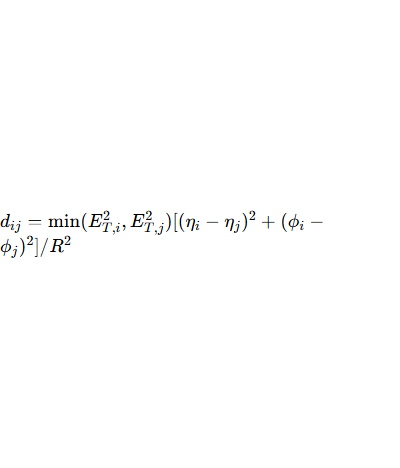 $d_{ij} = \min(E_{T,i}^2, E_{T,j}^2)[(\eta_i - \eta_j)^2 + (\phi_i -$
$\phi_j)^2]/R^2$